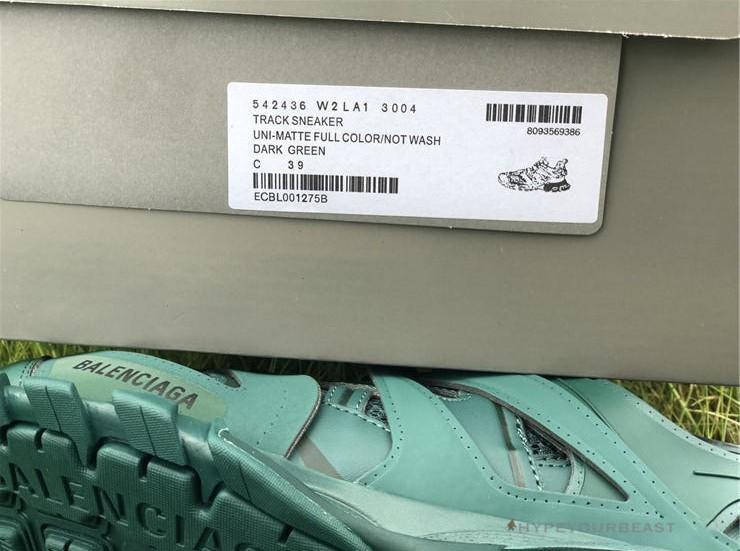 542436 W2LA1 3004
TRACK SNEAKER
UNI-MATTE FULL COLOR/NOT WASH
DARK GREEN
C 39
ECBL001275B
8093569386
BALENCIAGA
BALENCIAGA
HYPEYOURBEAST